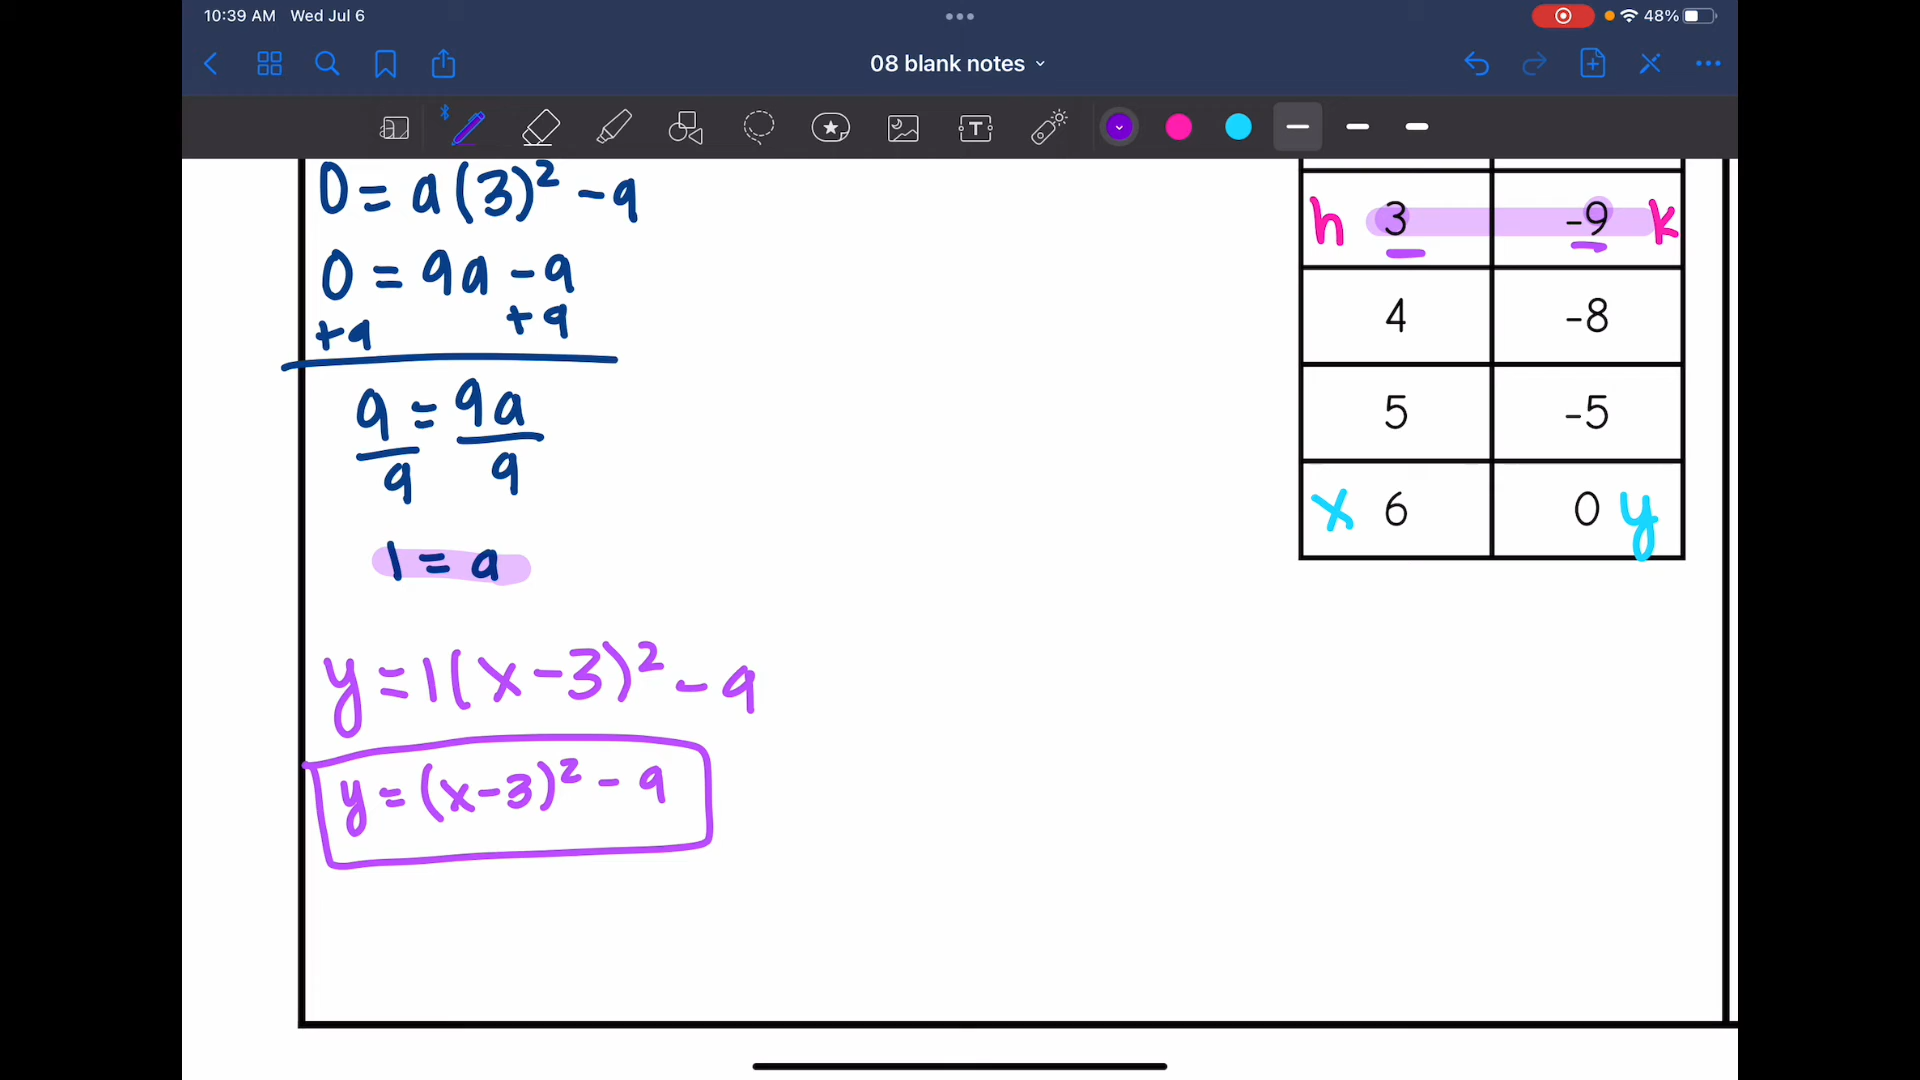 10:39 AM Wed Jul 6
48%
08 blank notes
0 = a(3)² - 9
0 = 9a - 9
+9 +9
9 = 9a
9 9
1 = a
y = 1(x - 3)² - 9
y = (x - 3)² - 9
h 3 -9 k
4 -8
5 -5
x 6 0 y